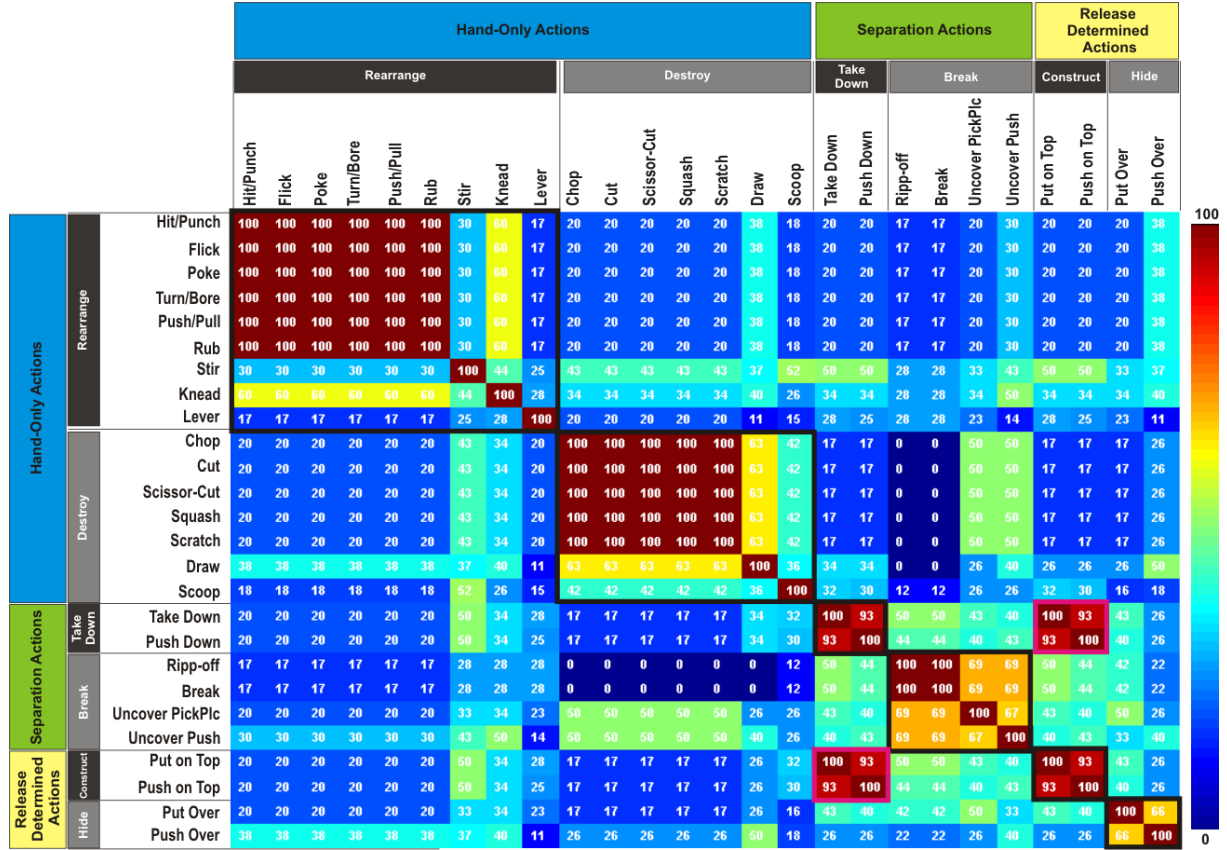 Hand-Only Actions
Separation Actions
Release
Determined
Actions
Rearrange
Destroy
Take
Down
Break
Construct
Hide
Hit/Punch
Flick
Poke
Turn/Bore
Push/Pull
Rub
Stir
Knead
Lever
Chop
Cut
Scissor-Cut
Squash
Scratch
Draw
Scoop
Take Down
Push Down
Ripp-off
Break
Uncover PickPlc
Uncover Push
Put on Top
Push on Top
Put Over
Push Over
Hand-Only Actions
Rearrange
Hit/Punch 100 100 100 100 100 100 30 60 17 20 20 20 20 20 38 18 20 20 17 17 20 30 20 20 20 38
Flick 100 100 100 100 100 100 30 60 17 20 20 20 20 20 38 18 20 20 17 17 20 30 20 20 20 38
Poke 100 100 100 100 100 100 30 60 17 20 20 20 20 20 38 18 20 20 17 17 20 30 20 20 20 38
Turn/Bore 100 100 100 100 100 100 30 60 17 20 20 20 20 20 38 18 20 20 17 17 20 30 20 20 20 38
Push/Pull 100 100 100 100 100 100 30 60 17 20 20 20 20 20 38 18 20 20 17 17 20 30 20 20 20 38
Rub 100 100 100 100 100 100 30 60 17 20 20 20 20 20 38 18 20 20 17 17 20 30 20 20 20 38
Stir 30 30 30 30 30 30 100 44 25 43 43 43 43 43 37 52 50 50 28 28 33 43 50 50 33 37
Knead 60 60 60 60 60 60 44 100 28 34 34 34 34 34 40 26 34 34 28 28 34 50 34 34 34 40
Lever 17 17 17 17 17 17 25 28 100 20 20 20 20 20 11 15 28 25 28 28 23 14 28 25 23 11
Destroy
Chop 20 20 20 20 20 20 43 34 20 100 100 100 100 100 63 42 17 17 0 0 50 50 17 17 17 26
Cut 20 20 20 20 20 20 43 34 20 100 100 100 100 100 63 42 17 17 0 0 50 50 17 17 17 26
Scissor-Cut 20 20 20 20 20 20 43 34 20 100 100 100 100 100 63 42 17 17 0 0 50 50 17 17 17 26
Squash 20 20 20 20 20 20 43 34 20 100 100 100 100 100 63 42 17 17 0 0 50 50 17 17 17 26
Scratch 20 20 20 20 20 20 43 34 20 100 100 100 100 100 63 42 17 17 0 0 50 50 17 17 17 26
Draw 38 38 38 38 38 38 37 40 11 63 63 63 63 63 100 36 34 34 0 0 26 40 26 26 26 50
Scoop 18 18 18 18 18 18 52 26 15 42 42 42 42 42 36 100 32 30 12 12 26 26 32 30 16 18
Separation Actions
Take
Down
Take Down 20 20 20 20 20 20 50 34 28 17 17 17 17 17 34 32 100 93 50 50 43 40 100 93 43 26
Push Down 20 20 20 20 20 20 50 34 25 17 17 17 17 17 34 30 93 100 44 44 40 43 93 100 40 26
Break
Ripp-off 17 17 17 17 17 17 28 28 28 0 0 0 0 0 0 12 50 44 100 100 69 69 50 44 42 22
Break 17 17 17 17 17 17 28 28 28 0 0 0 0 0 0 12 50 44 100 100 69 69 50 44 42 22
Uncover PickPlc 20 20 20 20 20 20 33 34 23 50 50 50 50 50 26 26 43 40 69 69 100 67 43 40 50 26
Uncover Push 30 30 30 30 30 30 43 50 14 50 50 50 50 50 40 26 40 43 69 69 67 100 40 43 33 40
Release
Determined
Actions
Construct
Put on Top 20 20 20 20 20 20 50 34 28 17 17 17 17 17 26 32 100 93 50 50 43 40 100 93 43 26
Push on Top 20 20 20 20 20 20 50 34 25 17 17 17 17 17 26 30 93 100 44 44 40 43 93 100 40 26
Hide
Put Over 20 20 20 20 20 20 33 34 23 17 17 17 17 17 26 16 43 40 42 42 50 33 43 40 100 66
Push Over 38 38 38 38 38 38 37 40 11 26 26 26 26 26 50 18 26 26 22 22 26 40 26 26 66 100
100
0